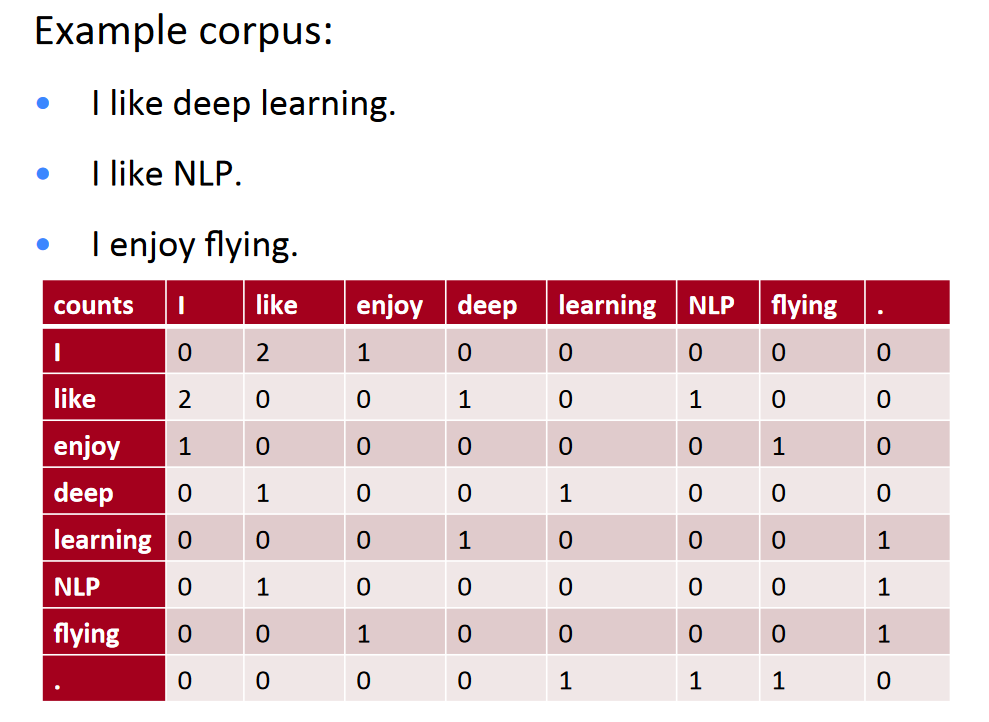 Example corpus:
• I like deep learning.
• I like NLP.
• I enjoy flying.
counts I like enjoy deep learning NLP flying .
I 0 2 1 0 0 0 0 0
like 2 0 0 1 0 1 0 0
enjoy 1 0 0 0 0 0 1 0
deep 0 1 0 0 1 0 0 0
learning 0 0 0 1 0 0 0 1
NLP 0 1 0 0 0 0 0 1
flying 0 0 1 0 0 0 0 1
. 0 0 0 0 1 1 1 0